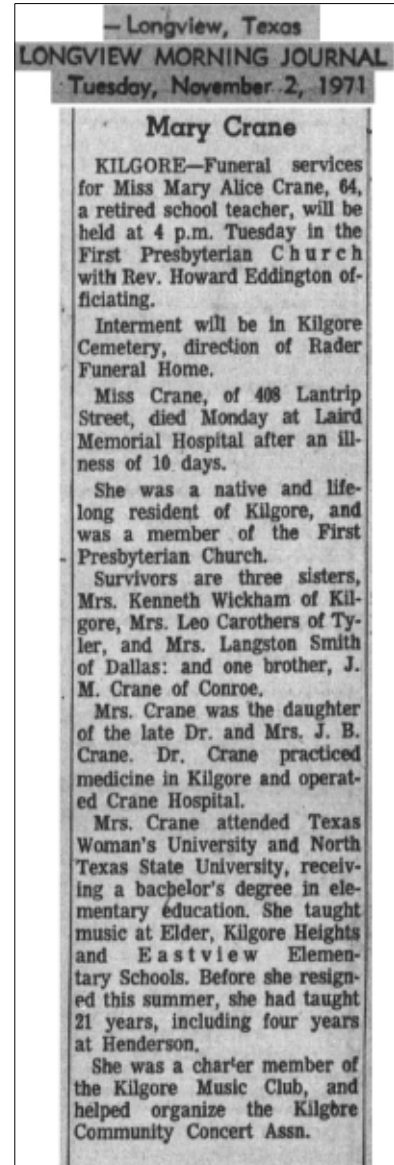 — Longview, Texas
LONGVIEW MORNING JOURNAL
Tuesday, November 2, 1971
Mary Crane
KILGORE—Funeral services
for Miss Mary Alice Crane, 64,
a retired school teacher, will be
held at 4 p.m. Tuesday in the
First Presbyterian Church
with Rev. Howard Eddington of-
ficiating.
Interment will be in Kilgore
Cemetery, direction of Rader
Funeral Home.
Miss Crane, of 408 Lantrip
Street, died Monday at Laird
Memorial Hospital after an ill-
ness of 10 days.
She was a native and life-
long resident of Kilgore, and
was a member of the First
Presbyterian Church.
Survivors are three sisters,
Mrs. Kenneth Wickham of Kil-
gore, Mrs. Leo Carothers of Ty-
ler, and Mrs. Langston Smith
of Dallas: and one brother, J.
M. Crane of Conroe.
Mrs. Crane was the daughter
of the late Dr. and Mrs. J. B.
Crane. Dr. Crane practiced
medicine in Kilgore and operat-
ed Crane Hospital.
Mrs. Crane attended Texas
Woman's University and North
Texas State University, receiv-
ing a bachelor's degree in ele-
mentary education. She taught
music at Elder, Kilgore Heights
and Eastview Elemen-
tary Schools. Before she resign-
ed this summer, she had taught
21 years, including four years
at Henderson.
She was a charter member of
the Kilgore Music Club, and
helped organize the Kilgore
Community Concert Assn.